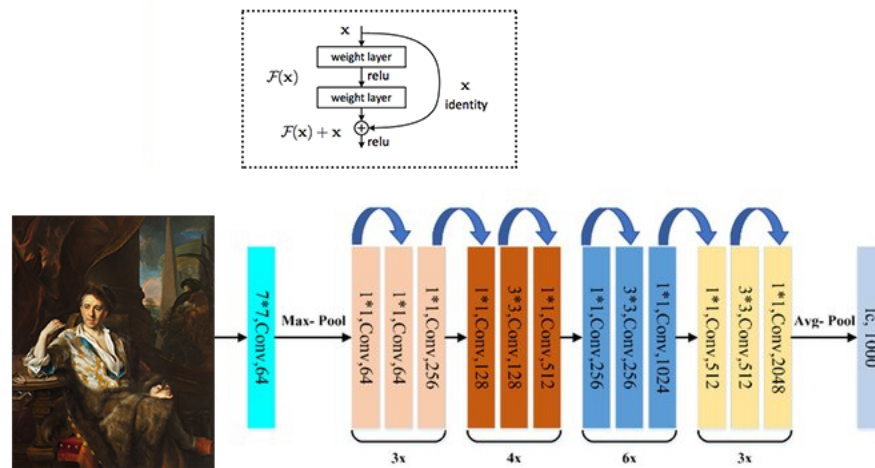 x
weight layer
F(x)
relu
weight layer
x
identity
F(x) + x
relu
7*7,Conv,64
Max- Pool
1*1,Conv,64
1*1,Conv,64
1*1,Conv,256
3x
1*1,Conv,128
3*3,Conv,128
1*1,Conv,512
4x
1*1,Conv,256
3*3,Conv,256
1*1,Conv,1024
6x
1*1,Conv,512
3*3,Conv,512
1*1,Conv,2048
3x
Avg- Pool
fc, 1000